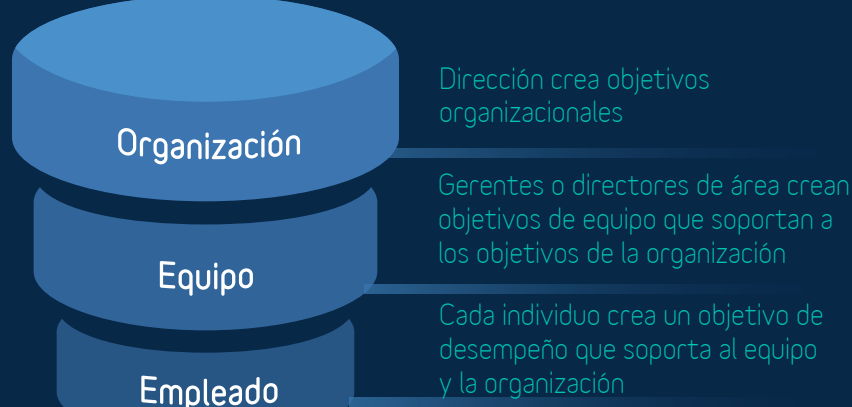 Organización
Dirección crea objetivos
organizacionales
Equipo
Gerentes o directores de área crean
objetivos de equipo que soportan a
los objetivos de la organización
Empleado
Cada individuo crea un objetivo de
desempeño que soporta al equipo
y la organización